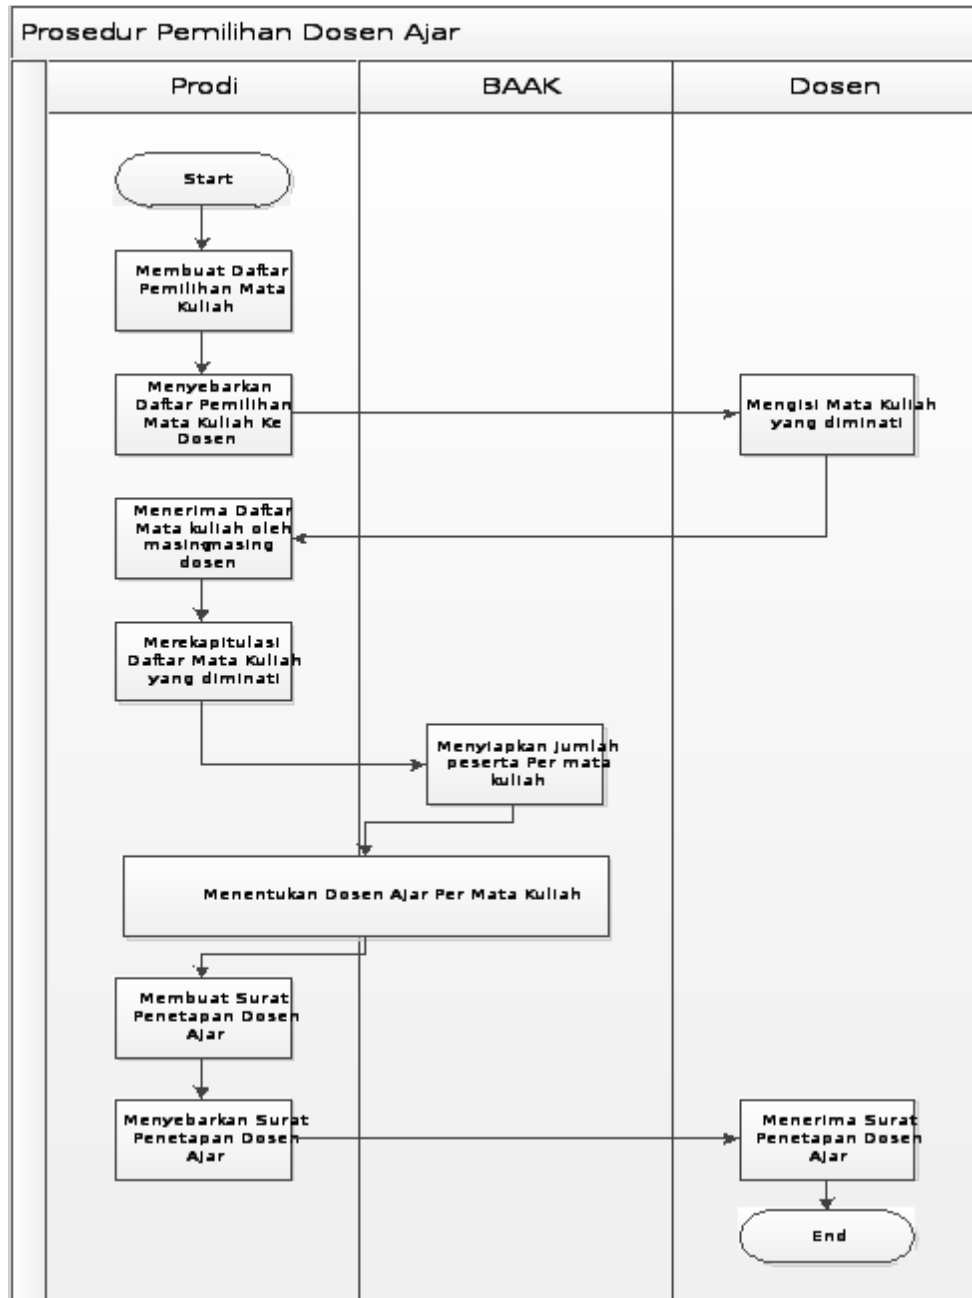 Prosedur Pemilihan Dosen Ajar
Prodi
BAAK
Dosen
Start
Membuat Daftar
Pemilihan Mata
Kuliah
Menyebarkan
Daftar Pemilihan
Mata Kuliah Ke
Dosen
Mengisi Mata Kuliah
yang diminati
Menerima Daftar
Mata kuliah oleh
masing-masing
dosen
Merekapitulasi
Daftar Mata Kuliah
yang diminati
Menyiapkan Jumlah
peserta Per mata
kuliah
Menentukan Dosen Ajar Per Mata Kuliah
Membuat Surat
Penetapan Dosen
Ajar
Menyebarkan Surat
Penetapan Dosen
Ajar
Menerima Surat
Penetapan Dosen
Ajar
End